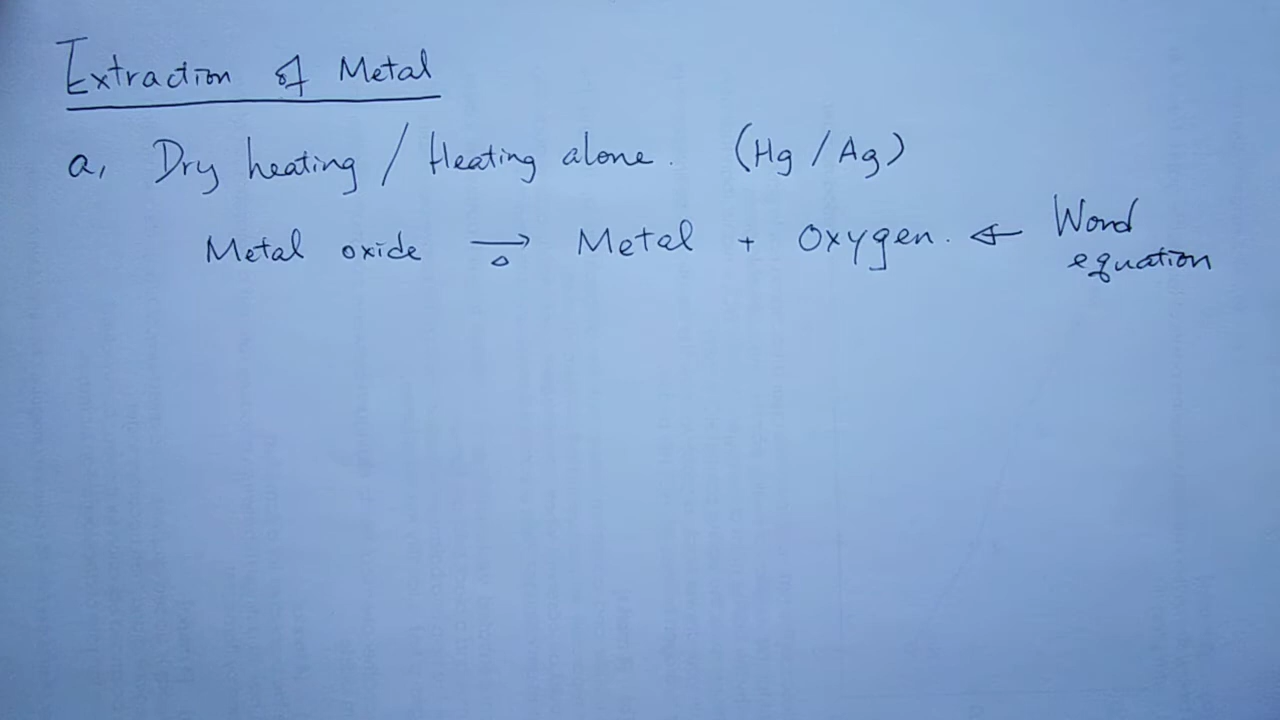 Extraction of Metal
a, Dry heating / Heating alone. (Hg / Ag)
Metal oxide →
Δ Metal + Oxygen. ← Word equation